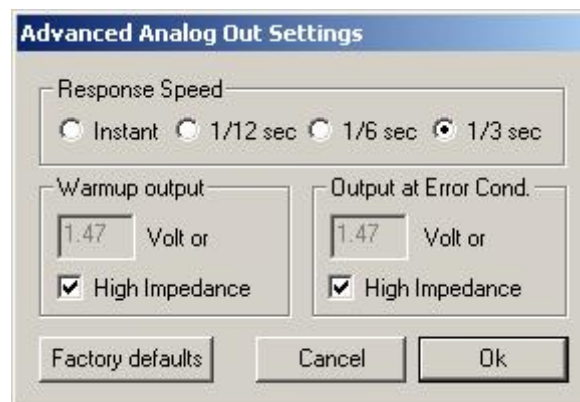 Advanced Analog Out Settings
Response Speed
Instant 1/12 sec 1/6 sec 1/3 sec
Warmup output
1.47 Volt or
High Impedance
Output at Error Cond.
1.47 Volt or
High Impedance
Factory defaults Cancel Ok